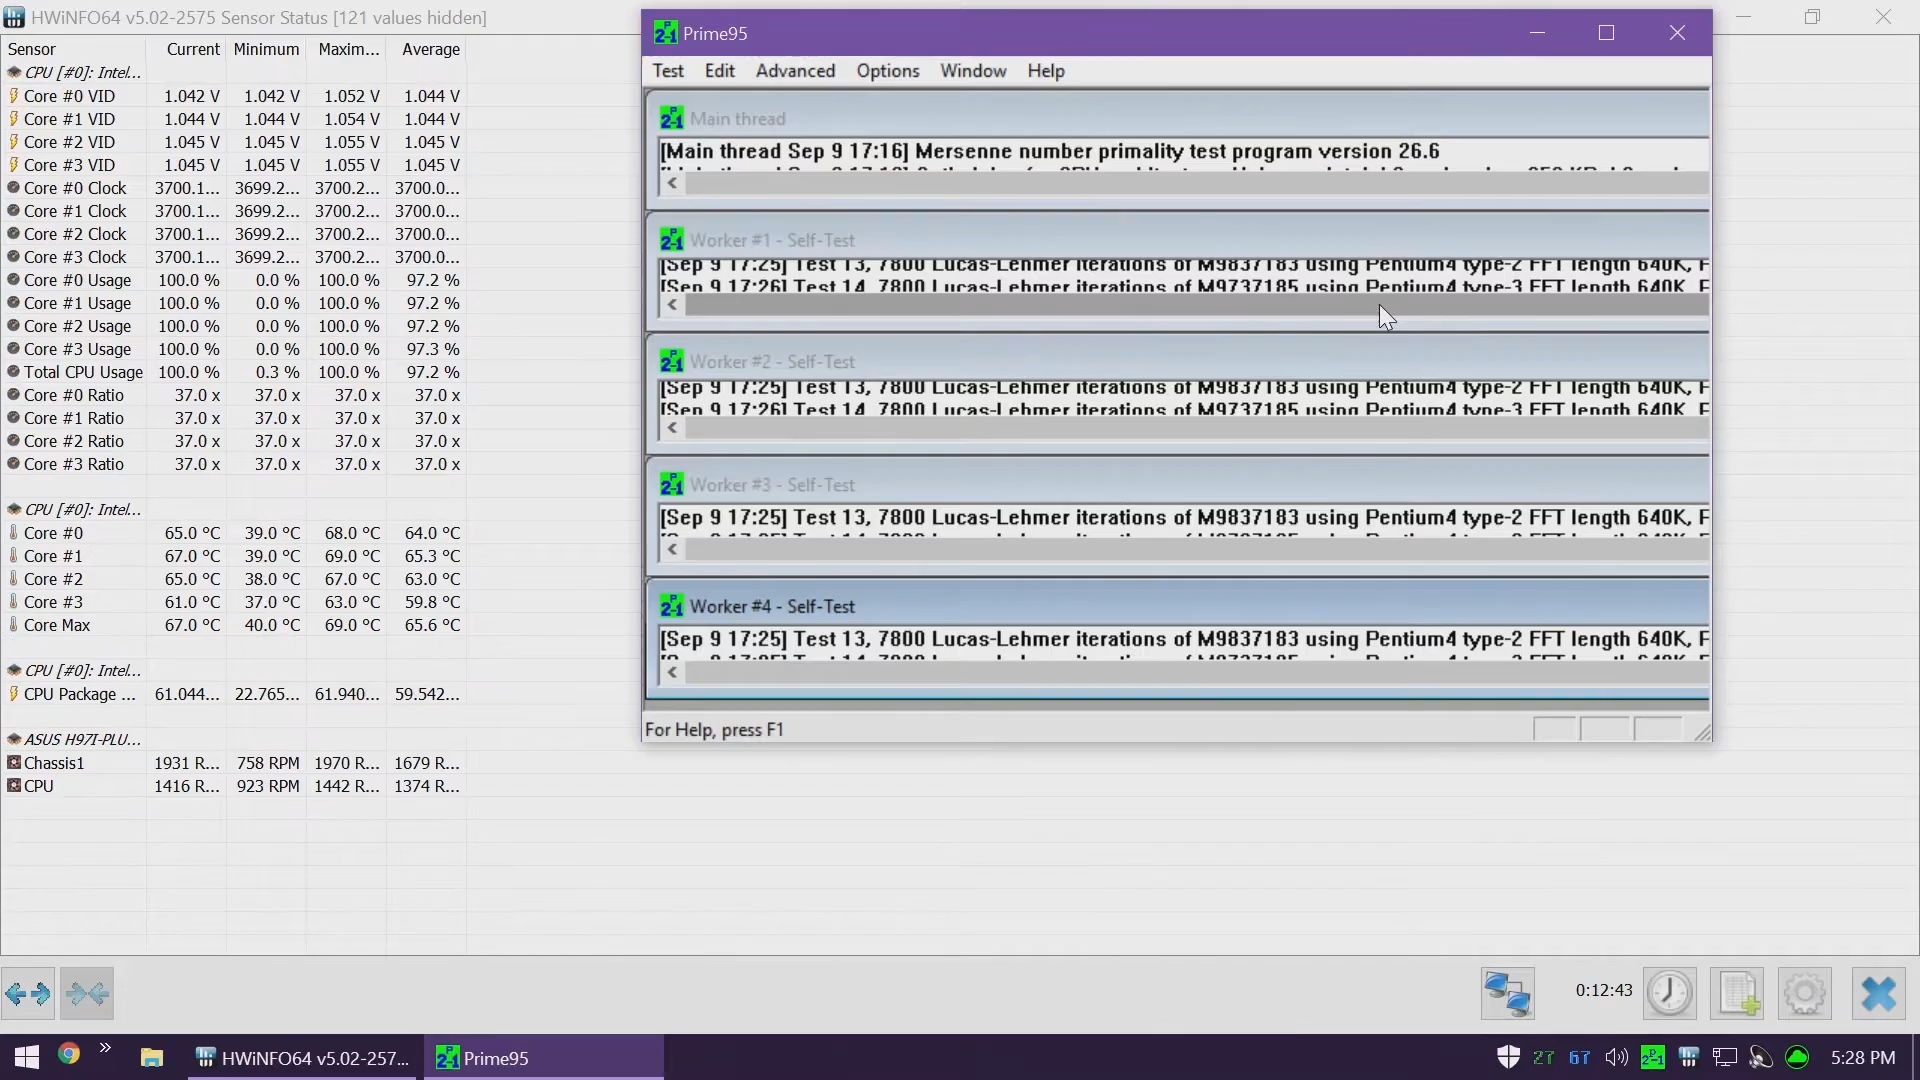 HWiNFO64 v5.02-2575 Sensor Status [121 values hidden]
Sensor Current Minimum Maxim... Average
CPU [#0]: Intel...
Core #0 VID 1.042 V 1.042 V 1.052 V 1.044 V
Core #1 VID 1.044 V 1.044 V 1.054 V 1.044 V
Core #2 VID 1.045 V 1.045 V 1.055 V 1.045 V
Core #3 VID 1.045 V 1.045 V 1.055 V 1.045 V
Core #0 Clock 3700.1... 3699.2... 3700.2... 3700.0...
Core #1 Clock 3700.1... 3699.2... 3700.2... 3700.0...
Core #2 Clock 3700.1... 3699.2... 3700.2... 3700.0...
Core #3 Clock 3700.1... 3699.2... 3700.2... 3700.0...
Core #0 Usage 100.0 % 0.0 % 100.0 % 97.2 %
Core #1 Usage 100.0 % 0.0 % 100.0 % 97.2 %
Core #2 Usage 100.0 % 0.0 % 100.0 % 97.2 %
Core #3 Usage 100.0 % 0.0 % 100.0 % 97.3 %
Total CPU Usage 100.0 % 0.3 % 100.0 % 97.2 %
Core #0 Ratio 37.0 x 37.0 x 37.0 x 37.0 x
Core #1 Ratio 37.0 x 37.0 x 37.0 x 37.0 x
Core #2 Ratio 37.0 x 37.0 x 37.0 x 37.0 x
Core #3 Ratio 37.0 x 37.0 x 37.0 x 37.0 x
CPU [#0]: Intel...
Core #0 65.0 °C 39.0 °C 68.0 °C 64.0 °C
Core #1 67.0 °C 39.0 °C 69.0 °C 65.3 °C
Core #2 65.0 °C 38.0 °C 67.0 °C 63.0 °C
Core #3 61.0 °C 37.0 °C 63.0 °C 59.8 °C
Core Max 67.0 °C 40.0 °C 69.0 °C 65.6 °C
CPU [#0]: Intel...
CPU Package ... 61.044... 22.765... 61.940... 59.542...
ASUS H97I-PLU...
Chassis1 1931 R... 758 RPM 1970 R... 1679 R...
CPU 1416 R... 923 RPM 1442 R... 1374 R...
Prime95
Test Edit Advanced Options Window Help
Main thread
[Main thread Sep 9 17:16] Mersenne number primality test program version 26.6
Worker #1 - Self-Test
[Sep 9 17:25] Test 13, 7800 Lucas-Lehmer iterations of M9837183 using Pentium4 type-2 FFT length 640K, F
[Sep 9 17:26] Test 14, 7800 Lucas-Lehmer iterations of M9737185 using Pentium4 type-3 FFT length 640K, F
Worker #2 - Self-Test
[Sep 9 17:25] Test 13, 7800 Lucas-Lehmer iterations of M9837183 using Pentium4 type-2 FFT length 640K, F
[Sep 9 17:26] Test 14, 7800 Lucas-Lehmer iterations of M9737185 using Pentium4 type-3 FFT length 640K, F
Worker #3 - Self-Test
[Sep 9 17:25] Test 13, 7800 Lucas-Lehmer iterations of M9837183 using Pentium4 type-2 FFT length 640K, F
Worker #4 - Self-Test
[Sep 9 17:25] Test 13, 7800 Lucas-Lehmer iterations of M9837183 using Pentium4 type-2 FFT length 640K, F
For Help, press F1
0:12:43
HWiNFO64 v5.02-257... Prime95 27 67 5:28 PM